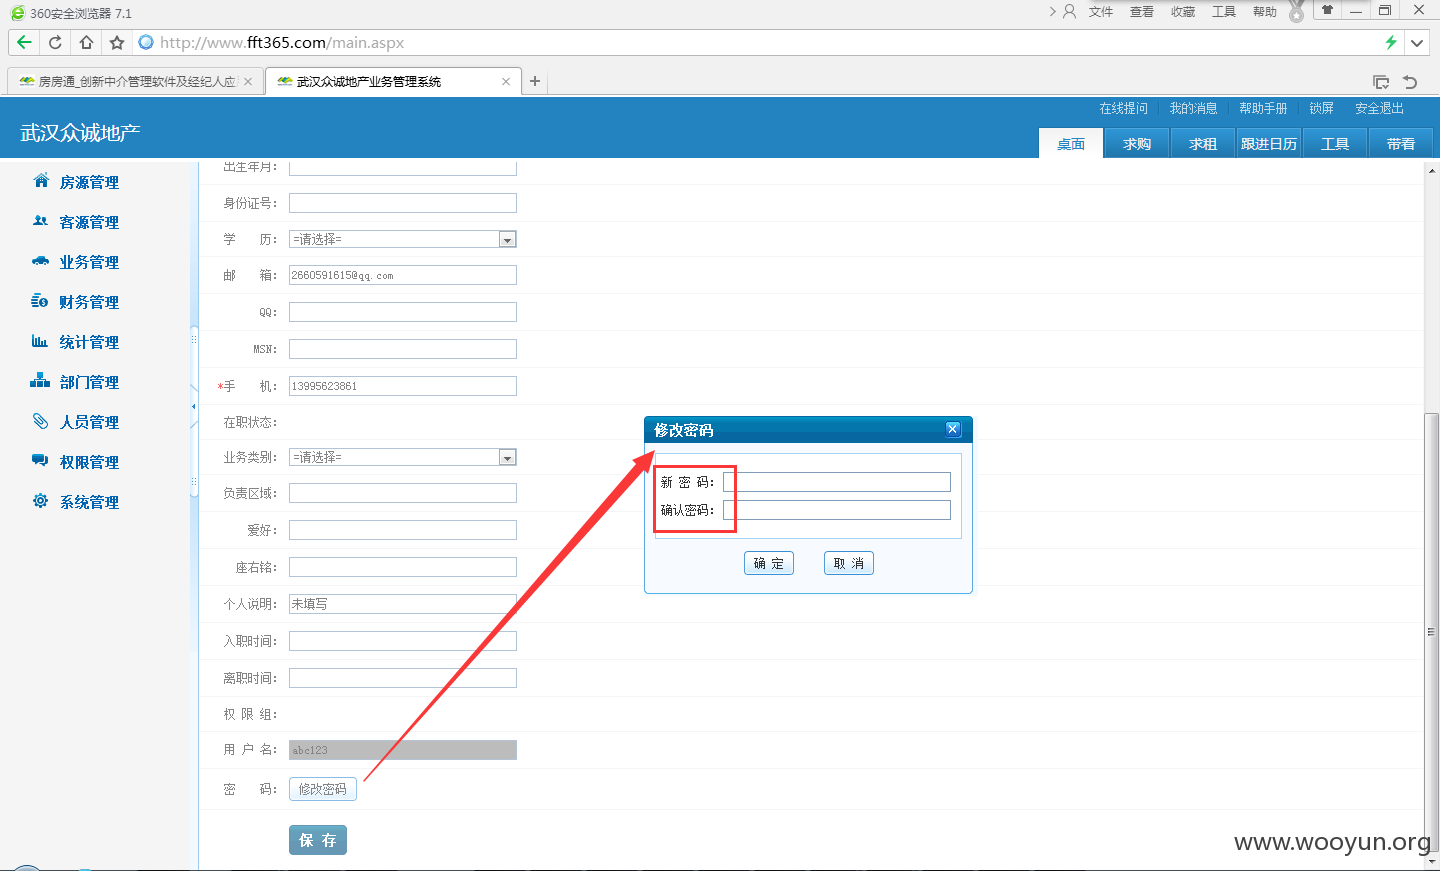 360安全浏览器 7.1
文件 查看 收藏 工具 帮助
http://www.fft365.com/main.aspx
房房通_创新中介管理软件及经纪人应
武汉众诚地产业务管理系统
在线提问 我的消息 帮助手册 锁屏 安全退出
武汉众诚地产
桌面 求购 求租 跟进日历 工具 带看
房源管理
客源管理
业务管理
财务管理
统计管理
部门管理
人员管理
权限管理
系统管理
出生年月:
身份证号:
学 历: =请选择=
邮 箱: 2660591615@qq.com
QQ:
MSN:
*手 机: 13995623861
在职状态:
业务类别: =请选择=
负责区域:
爱好:
座右铭:
个人说明: 未填写
入职时间:
离职时间:
权 限 组:
用 户 名: abc123
密 码: 修改密码
保 存
修改密码
新 密 码:
确认密码:
确 定 取 消
www.wooyun.org